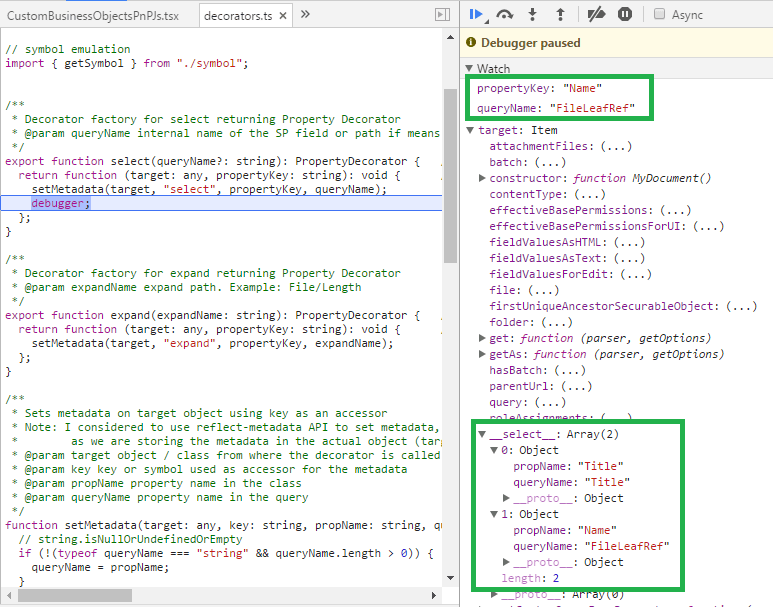 CustomBusinessObjectsPnPJs.tsx
decorators.ts ×
»
Async
Debugger paused
// symbol emulation
import { getSymbol } from "./symbol";
/**
* Decorator factory for select returning Property Decorator
* @param queryName internal name of the SP field or path if means
*/
export function select(queryName?: string): PropertyDecorator {
return function (target: any, propertyKey: string): void {
setMetadata(target, "select", propertyKey, queryName);
debugger;
};
}
/**
* Decorator factory for expand returning Property Decorator
* @param expandName expand path. Example: File/Length
*/
export function expand(expandName: string): PropertyDecorator {
return function (target: any, propertyKey: string): void {
setMetadata(target, "expand", propertyKey, expandName);
};
}
/**
* Sets metadata on target object using key as an accessor
* Note: I considered to use reflect-metadata API to set metadata,
* as we are storing the metadata in the actual object (tar
* @param target object / class from where the decorator is called
* @param key key or symbol used as accessor for the metadata
* @param propName property name in the class
* @param queryName property name in the query
*/
function setMetadata(target: any, key: string, propName: string, qu
// string.isNullOrUndefinedOrEmpty
if (!(typeof queryName === "string" && queryName.length > 0)) {
queryName = propName;
}
Watch
propertyKey: "Name"
queryName: "FileLeafRef"
target: Item
attachmentFiles: (...)
batch: (...)
constructor: function MyDocument()
contentType: (...)
effectiveBasePermissions: (...)
effectiveBasePermissionsForUI: (...)
fieldValuesAsHTML: (...)
fieldValuesAsText: (...)
fieldValuesForEdit: (...)
file: (...)
firstUniqueAncestorSecurableObject: (...)
folder: (...)
get: function (parser, getOptions)
getAs: function (parser, getOptions)
hasBatch: (...)
parentUrl: (...)
query: (...)
roleAssignments: (...)
__select__: Array(2)
0: Object
propName: "Title"
queryName: "Title"
__proto__: Object
1: Object
propName: "Name"
queryName: "FileLeafRef"
__proto__: Object
length: 2
__proto__: Array(0)